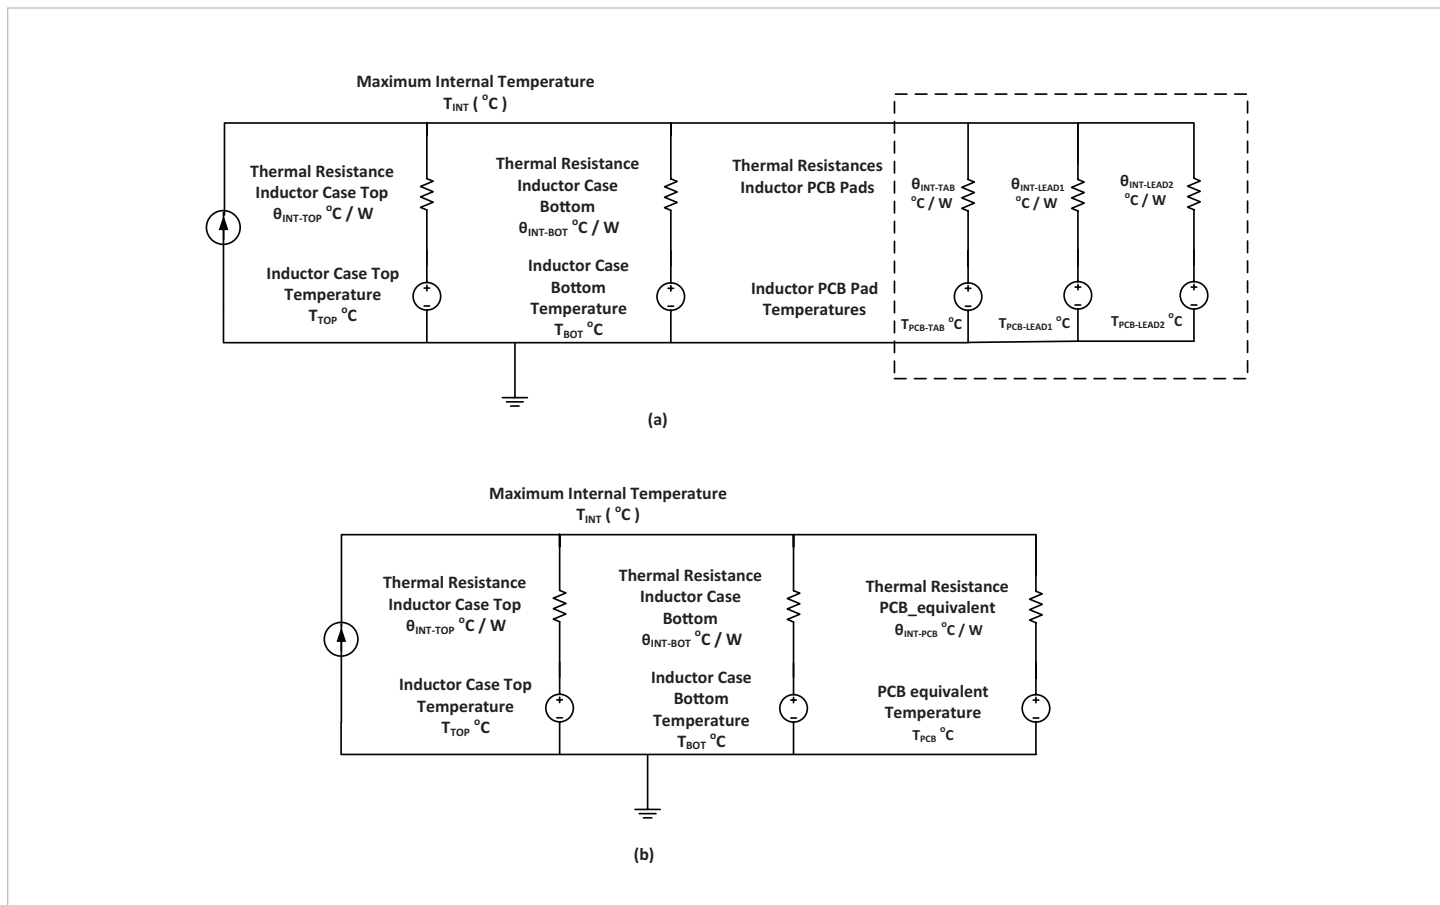 Maximum Internal Temperature
T_INT ( °C )
Thermal Resistance
Inductor Case Top
θ_INT-TOP °C / W
Inductor Case Top
Temperature
T_TOP °C
Thermal Resistance
Inductor Case
Bottom
θ_INT-BOT °C / W
Inductor Case
Bottom
Temperature
T_BOT °C
Thermal Resistances
Inductor PCB Pads
Inductor PCB Pad
Temperatures
θ_INT-TAB
°C / W
+
−
T_PCB-TAB °C
θ_INT-LEAD1
°C / W
+
−
T_PCB-LEAD1 °C
θ_INT-LEAD2
°C / W
+
−
T_PCB-LEAD2 °C
+
−
+
−
(a)
Maximum Internal Temperature
T_INT ( °C )
Thermal Resistance
Inductor Case Top
θ_INT-TOP °C / W
Inductor Case Top
Temperature
T_TOP °C
+
−
Thermal Resistance
Inductor Case
Bottom
θ_INT-BOT °C / W
Inductor Case
Bottom
Temperature
T_BOT °C
+
−
Thermal Resistance
PCB_equivalent
θ_INT-PCB °C / W
PCB equivalent
Temperature
T_PCB °C
+
−
(b)